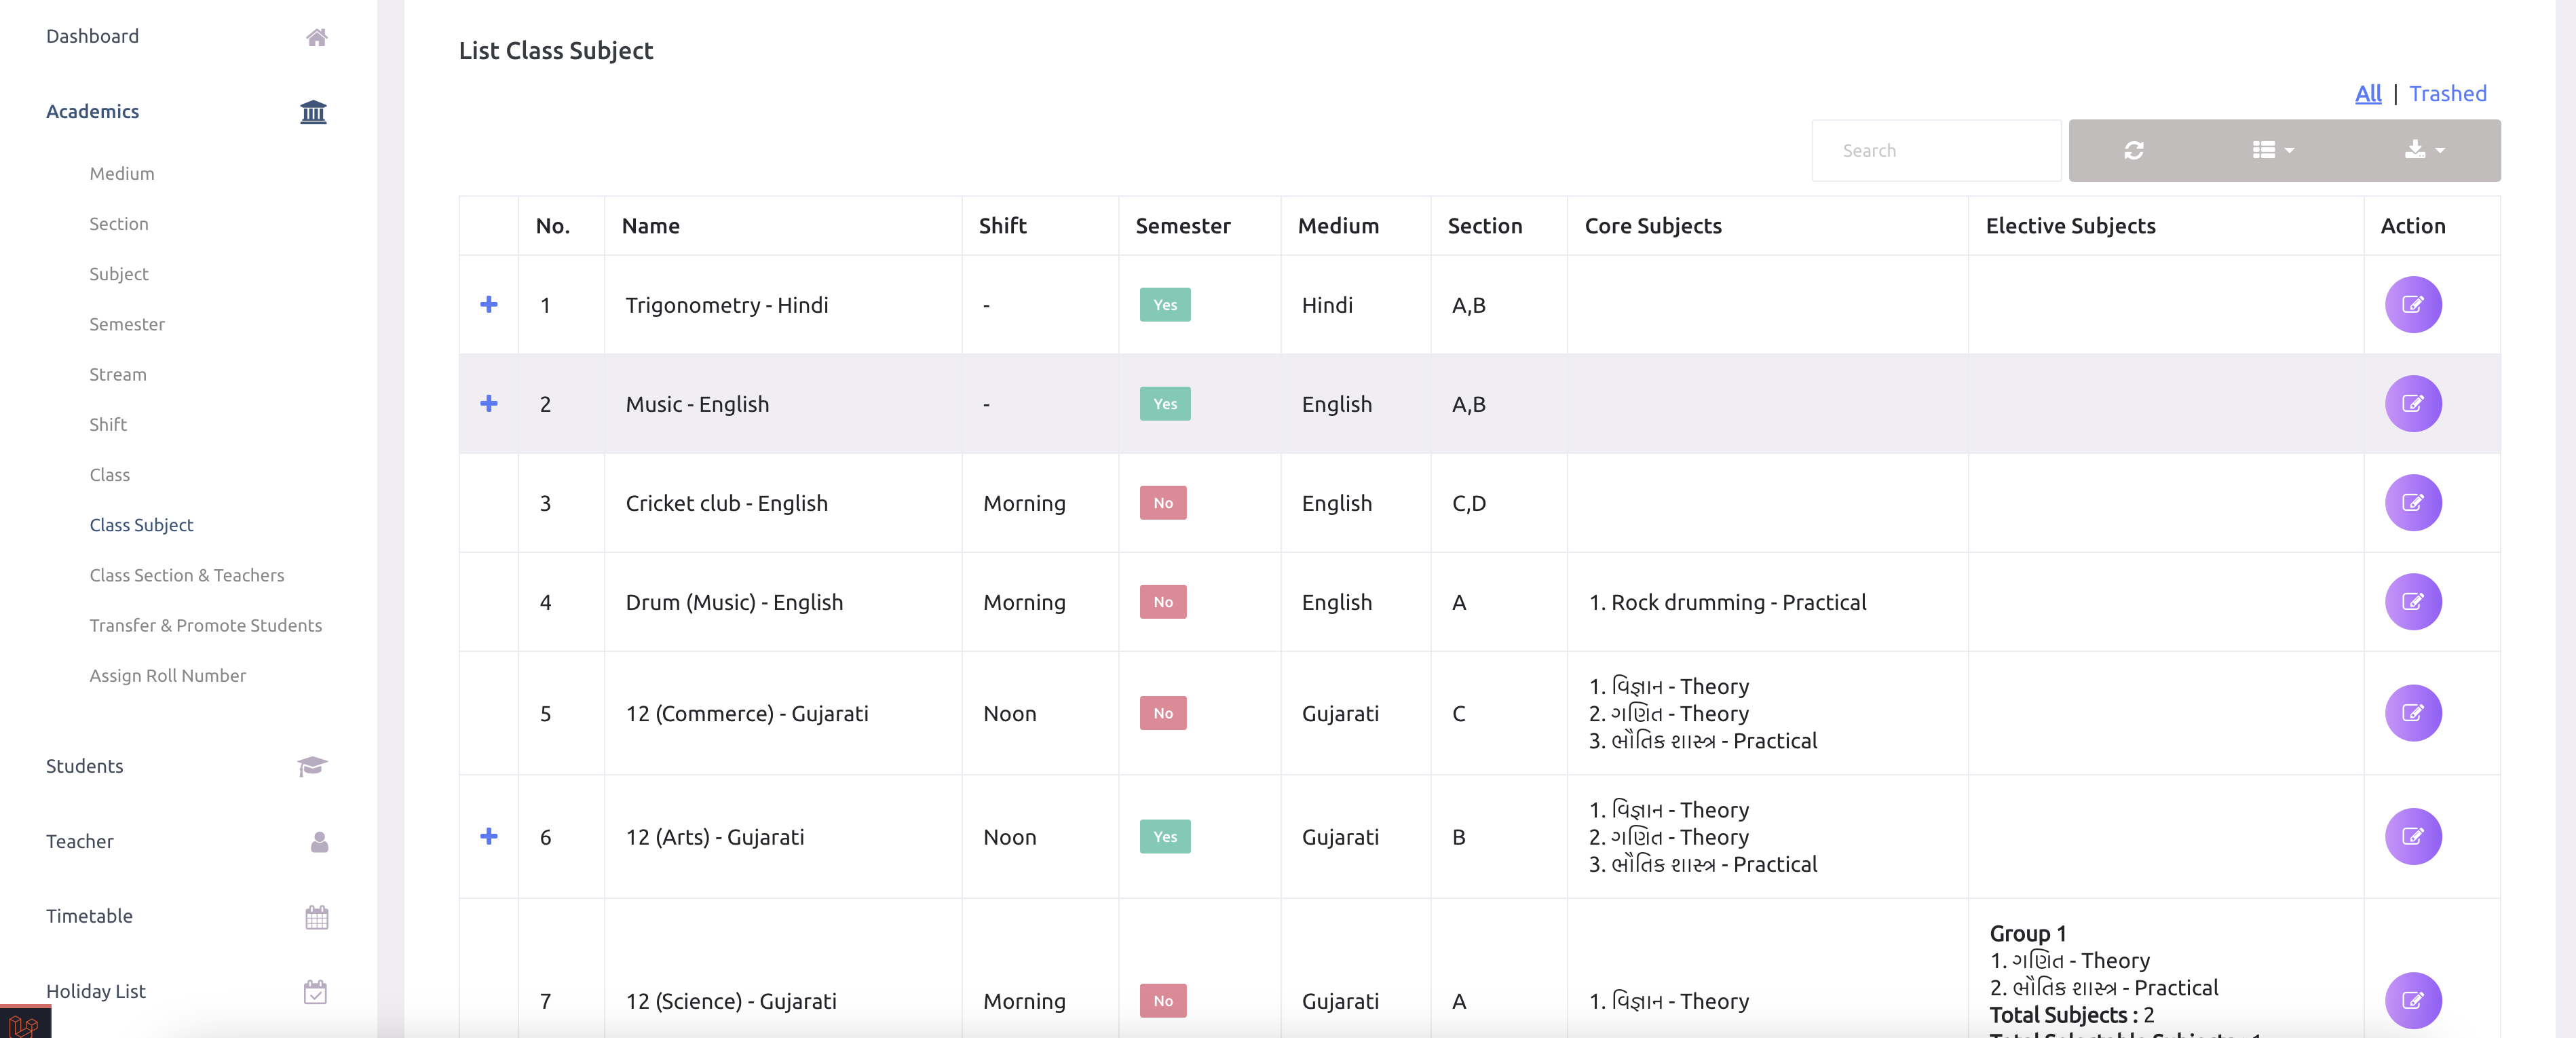 Dashboard
Academics
Medium
Section
Subject
Semester
Stream
Shift
Class
Class Subject
Class Section & Teachers
Transfer & Promote Students
Assign Roll Number
Students
Teacher
Timetable
Holiday List
List Class Subject
All | Trashed
Search
No. Name Shift Semester Medium Section Core Subjects Elective Subjects Action
1 Trigonometry - Hindi - Yes Hindi A,B
2 Music - English - Yes English A,B
3 Cricket club - English Morning No English C,D
4 Drum (Music) - English Morning No English A 1. Rock drumming - Practical
5 12 (Commerce) - Gujarati Noon No Gujarati C
1. વિજ્ઞાન - Theory
2. ગણિત - Theory
3. ભૌતિક શાસ્ત્ર - Practical
6 12 (Arts) - Gujarati Noon Yes Gujarati B
1. વિજ્ઞાન - Theory
2. ગણિત - Theory
3. ભૌતિક શાસ્ત્ર - Practical
7 12 (Science) - Gujarati Morning No Gujarati A 1. વિજ્ઞાન - Theory
Group 1
1. ગણિત - Theory
2. ભૌતિક શાસ્ત્ર - Practical
Total Subjects : 2